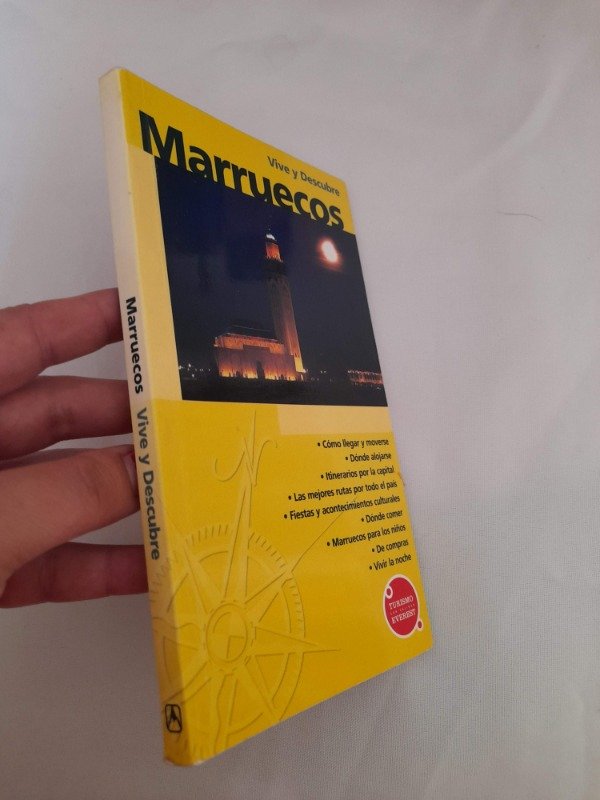 Vive y Descubre
Marruecos
• Cómo llegar y moverse
• Dónde alojarse
• Itinerarios por la capital
• Las mejores rutas por todo el país
• Fiestas y acontecimientos culturales
• Dónde comer
• Marruecos para los niños
• De compras
• Vivir la noche
TURISMO
EVEREST
Marruecos Vive y Descubre
N